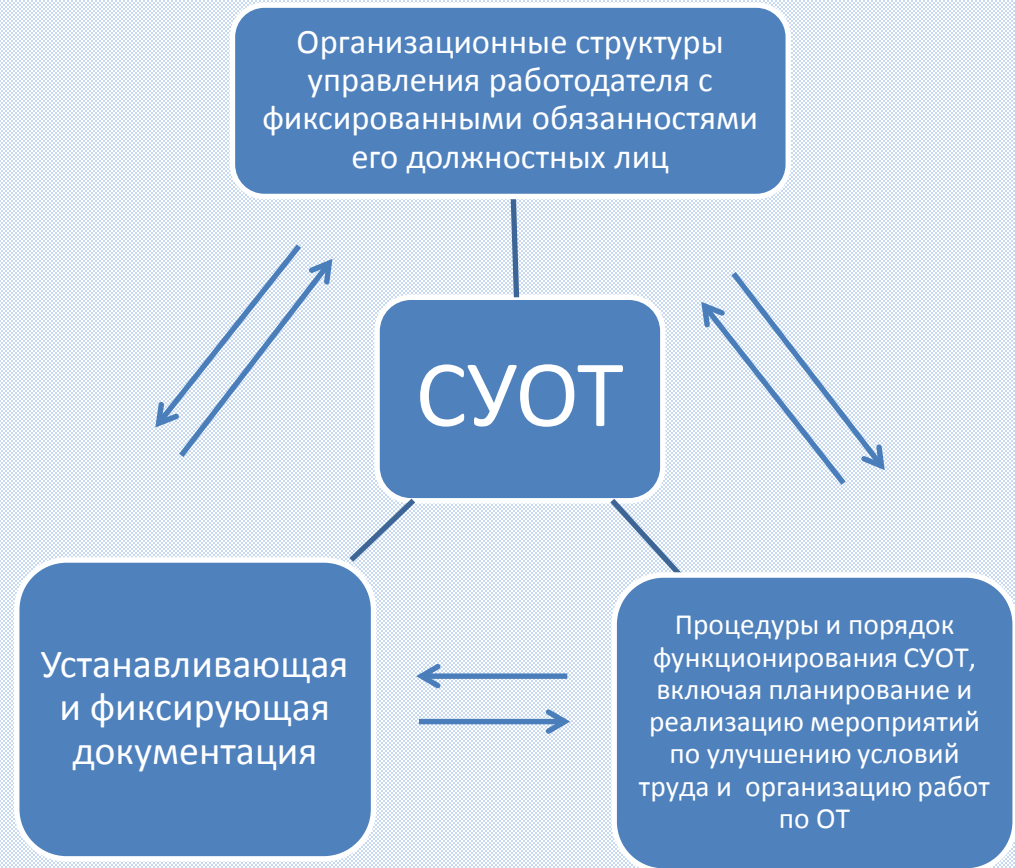 Организационные структуры
управления работодателя с
фиксированными обязанностями
его должностных лиц
СУОТ
Устанавливающая
и фиксирующая
документация
Процедуры и порядок
функционирования СУОТ,
включая планирование и
реализацию мероприятий
по улучшению условий
труда и организацию работ
по ОТ